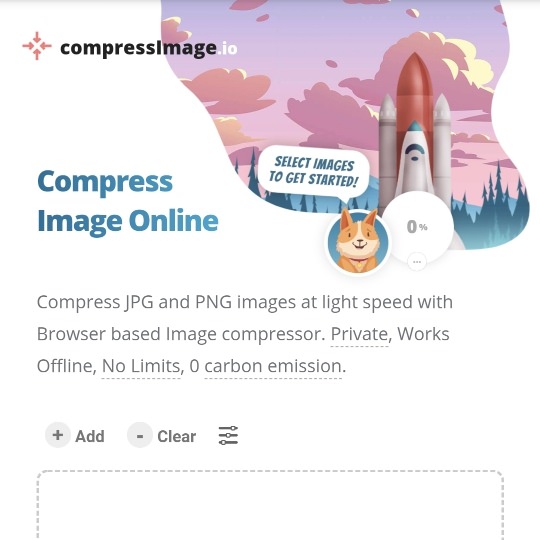 compressImage.io
SELECT IMAGES
TO GET STARTED!
Compress
Image Online
0 %
Compress JPG and PNG images at light speed with
Browser based Image compressor. Private, Works
Offline, No Limits, 0 carbon emission.
+ Add - Clear